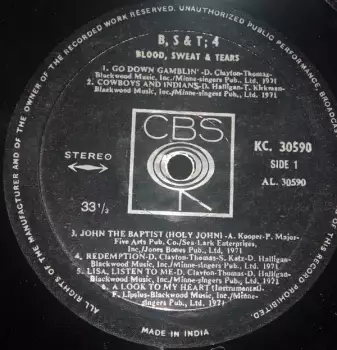 ALL RIGHTS OF THE MANUFACTURER AND OF THE OWNER OF THE RECORDED WORK RESERVED. UNAUTHORIZED PUBLIC PERFORMANCE, BROADCAS
OF THIS RECORD PROHIBITED.
B, S & T; 4
BLOOD, SWEAT & TEARS
1. GO DOWN GAMBLIN'-D. Clayton-Thomas-
Blackwood Music, Inc./Minne-singers Pub., Ltd. 1971
2. COWBOYS AND INDIANS-D. Halligan-T. Kirkman-
Blackwood Music, Inc./Minne-singers Pub., Ltd., 1971
CBS
STEREO
33 1/3
KC. 30590
SIDE 1
AL. 30590
3. JOHN THE BAPTIST (HOLY JOHN)-A. Kooper-P. Major-
Five Arts Pub. Co./Sea-Lark Enterprises,
Inc./Jones Bones Pub., Ltd, 1971
4. REDEMPTION-D. Clayton-Thomas-S. Katz-D. Halligan-
Blackwood Music, Inc./Minne-singers Pub., Ltd. 1971
5. LISA, LISTEN TO ME-D. Clayton-Thomas-D. Halligan-
Blackwood Music, Inc./Minne-singers Pub., Ltd., 1971
6. A LOOK TO MY HEART (Instrumental)-
F. Lipsius-Blackwood Music, Inc./Minne-
singers Pub., Ltd. 1971
MADE IN INDIA